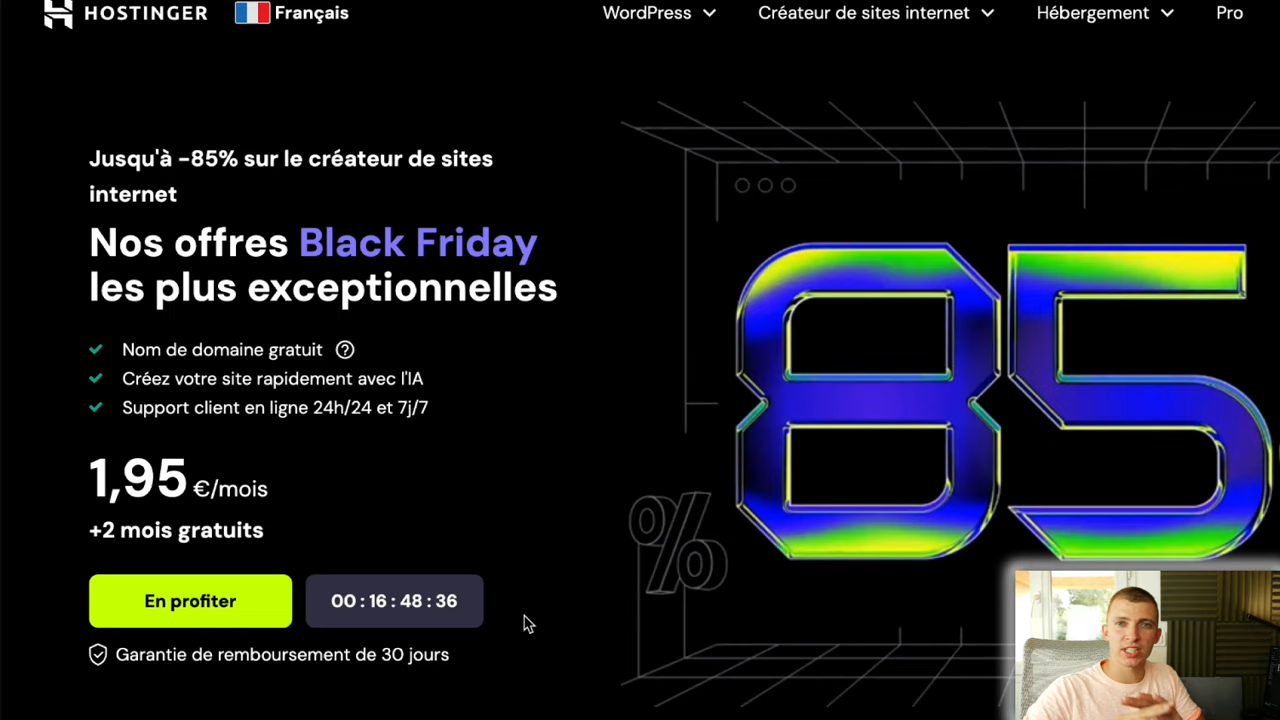 HOSTINGER
Français
WordPress
Créateur de sites internet
Hébergement
Pro
Jusqu'à -85% sur le créateur de sites
internet
Nos offres Black Friday
les plus exceptionnelles
Nom de domaine gratuit ?
Créez votre site rapidement avec l'IA
Support client en ligne 24h/24 et 7j/7
1,95 €/mois
+2 mois gratuits
En profiter
00 : 16 : 48 : 36
Garantie de remboursement de 30 jours
85
%